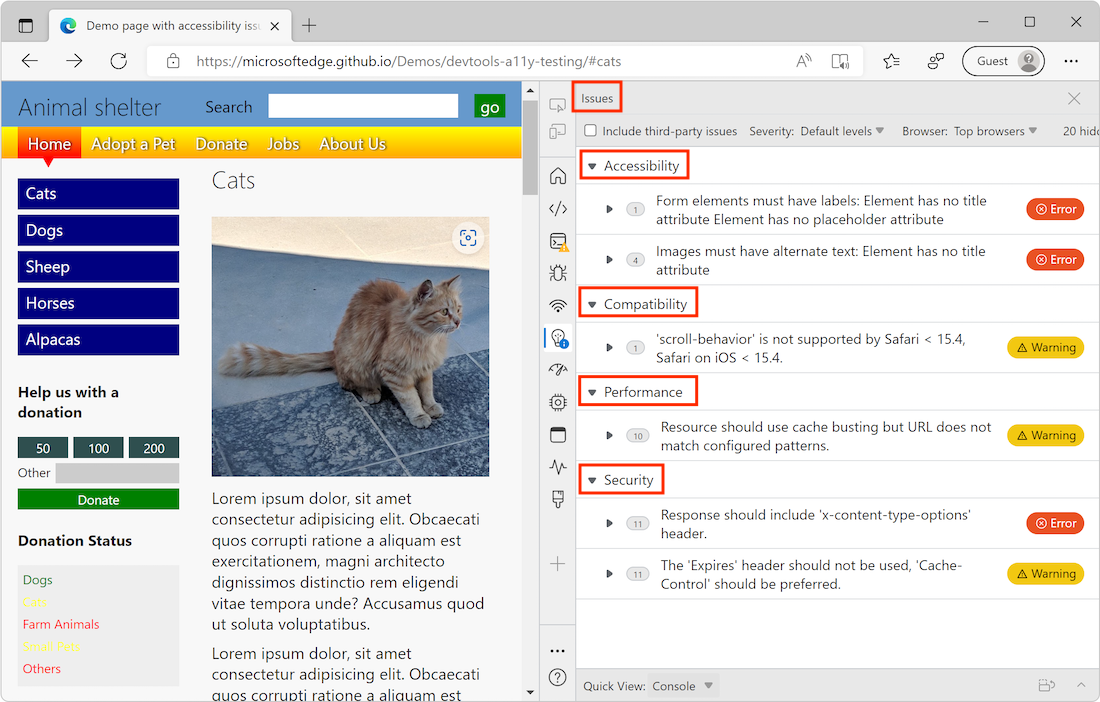 Demo page with accessibility issu
https://microsoftedge.github.io/Demos/devtools-a11y-testing/#cats
A
Guest
Animal shelter
Search
go
Home
Adopt a Pet
Donate
Jobs
About Us
Cats
Dogs
Sheep
Horses
Alpacas
Help us with a
donation
50
100
200
Other
Donate
Donation Status
Dogs
Cats
Farm Animals
Small Pets
Others
Cats
Lorem ipsum dolor, sit amet
consectetur adipisicing elit. Obcaecati
quos corrupti ratione a aliquam est
exercitationem, magni architecto
dignissimos distinctio rem eligendi
vitae tempora unde? Accusamus quod
ut soluta voluptatibus.
Lorem ipsum dolor, sit amet
consectetur adipisicing elit. Obcaecati
quos corrupti ratione a aliquam est
Issues
Include third-party issues
Severity: Default levels
Browser: Top browsers
20 hidd
Accessibility
1
Form elements must have labels: Element has no title
attribute Element has no placeholder attribute
Error
4
Images must have alternate text: Element has no title
attribute
Error
Compatibility
1
'scroll-behavior' is not supported by Safari < 15.4,
Safari on iOS < 15.4.
Warning
Performance
10
Resource should use cache busting but URL does not
match configured patterns.
Warning
Security
11
Response should include 'x-content-type-options'
header.
Error
11
The 'Expires' header should not be used, 'Cache-
Control' should be preferred.
Warning
Quick View: Console